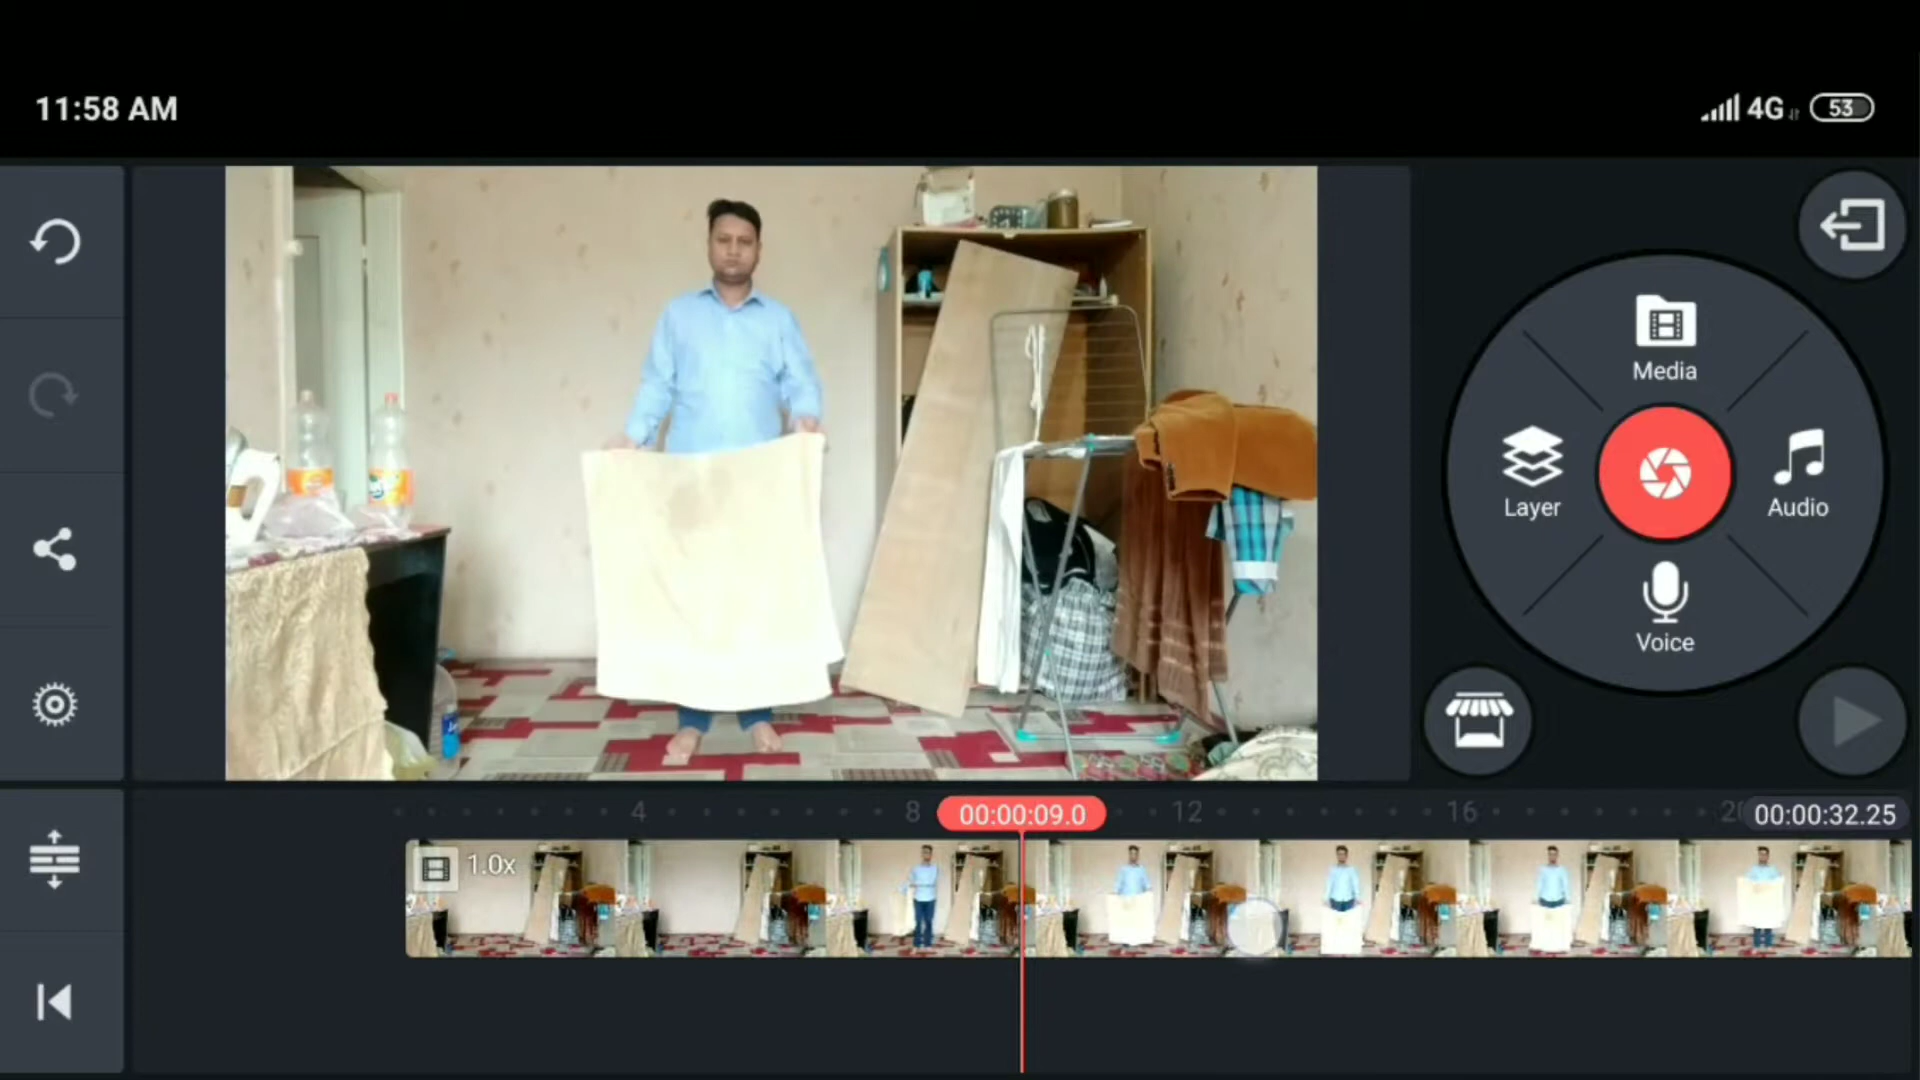 11:58 AM
4G
53
Media
Layer
Audio
Voice
4
8
00:00:09.0
12
16
00:00:32.25
1.0x